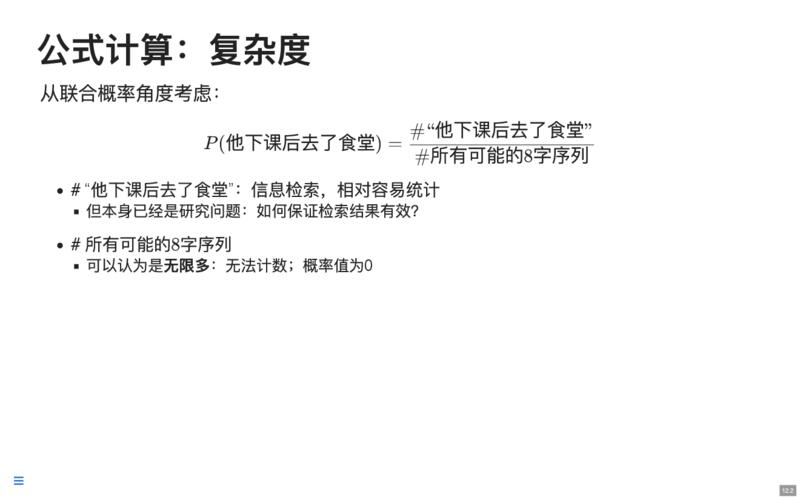 公式计算：复杂度
从联合概率角度考虑：
P(他下课后去了食堂) = #“他下课后去了食堂” / #所有可能的8字序列
• # “他下课后去了食堂”：信息检索，相对容易统计
▪ 但本身已经是研究问题：如何保证检索结果有效?
• # 所有可能的8字序列
▪ 可以认为是无限多：无法计数；概率值为0
12.2